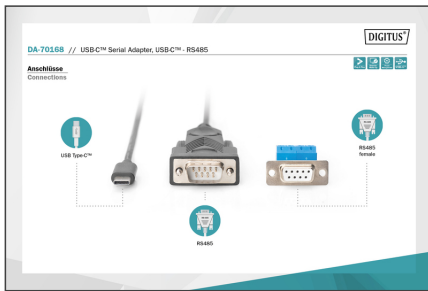 DIGITUS®
DA-70168 // USB-C™ Serial Adapter, USB-C™ - RS485
Anschlüsse
Connections
USB Type-C™
RS485
female
RS485